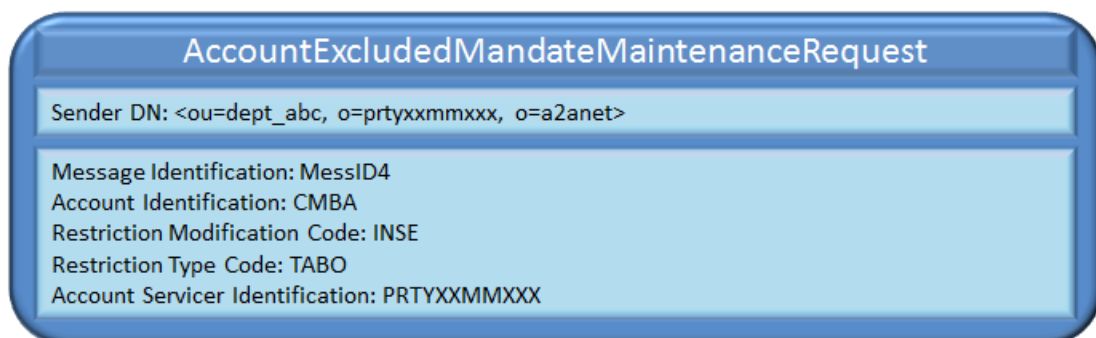 AccountExcludedMandateMaintenanceRequest
Sender DN: <ou=dept_abc, o=prtyxxmmxxx, o=a2anet>
Message Identification: MessID4
Account Identification: CMBA
Restriction Modification Code: INSE
Restriction Type Code: TABO
Account Servicer Identification: PRTYXXMMXXX